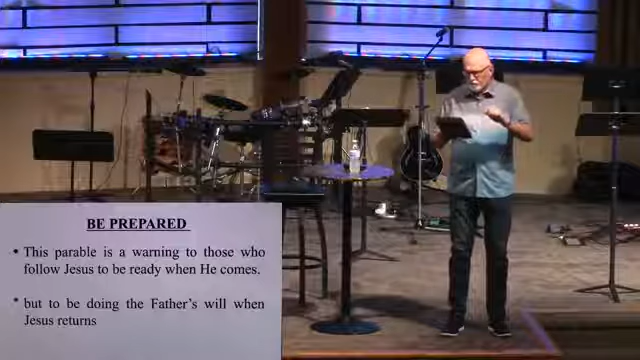 BE PREPARED
• This parable is a warning to those who
follow Jesus to be ready when He comes.
* but to be doing the Father's will when
Jesus returns